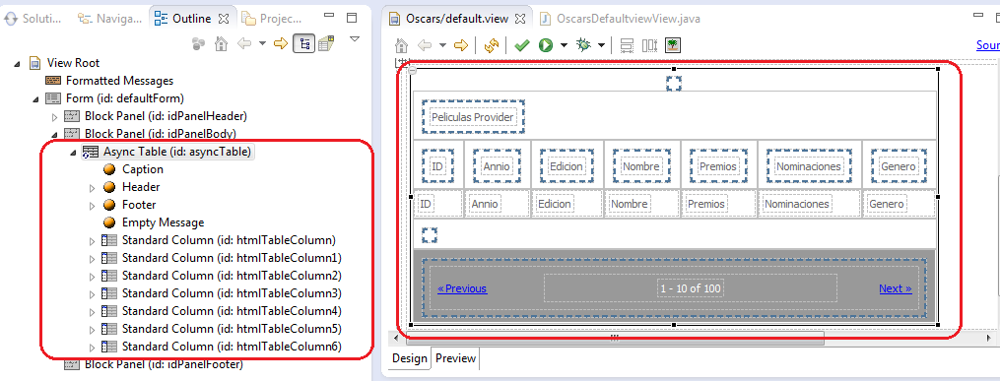 Soluti...
Naviga...
Outline
Projec...
View Root
Formatted Messages
Form (id: defaultForm)
Block Panel (id: idPanelHeader)
Block Panel (id: idPanelBody)
Async Table (id: asyncTable)
Caption
Header
Footer
Empty Message
Standard Column (id: htmlTableColumn)
Standard Column (id: htmlTableColumn1)
Standard Column (id: htmlTableColumn2)
Standard Column (id: htmlTableColumn3)
Standard Column (id: htmlTableColumn4)
Standard Column (id: htmlTableColumn5)
Standard Column (id: htmlTableColumn6)
Block Panel (id: idPanelFooter)
Oscars/default.view
OscarsDefaultviewView.java
Sour
Peliculas Provider
ID Annio Edicion Nombre Premios Nominaciones Genero
ID Annio Edicion Nombre Premios Nominaciones Genero
« Previous 1 - 10 of 100 Next »
Design Preview